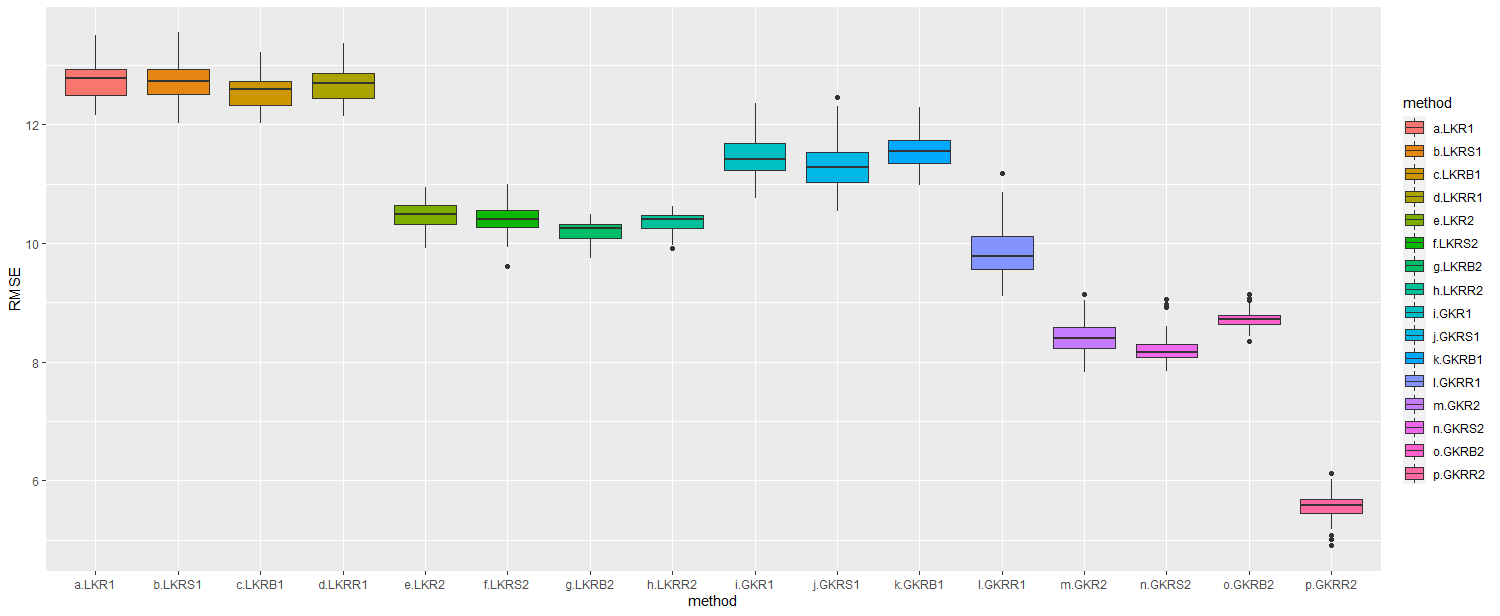 RMSE
12
10
8
6
a.LKR1 b.LKRS1 c.LKRB1 d.LKRR1 e.LKR2 f.LKRS2 g.LKRB2 h.LKRR2 i.GKR1 j.GKRS1 k.GKRB1 l.GKRR1 m.GKR2 n.GKRS2 o.GKRB2 p.GKRR2
method
method
a.LKR1
b.LKRS1
c.LKRB1
d.LKRR1
e.LKR2
f.LKRS2
g.LKRB2
h.LKRR2
i.GKR1
j.GKRS1
k.GKRB1
l.GKRR1
m.GKR2
n.GKRS2
o.GKRB2
p.GKRR2